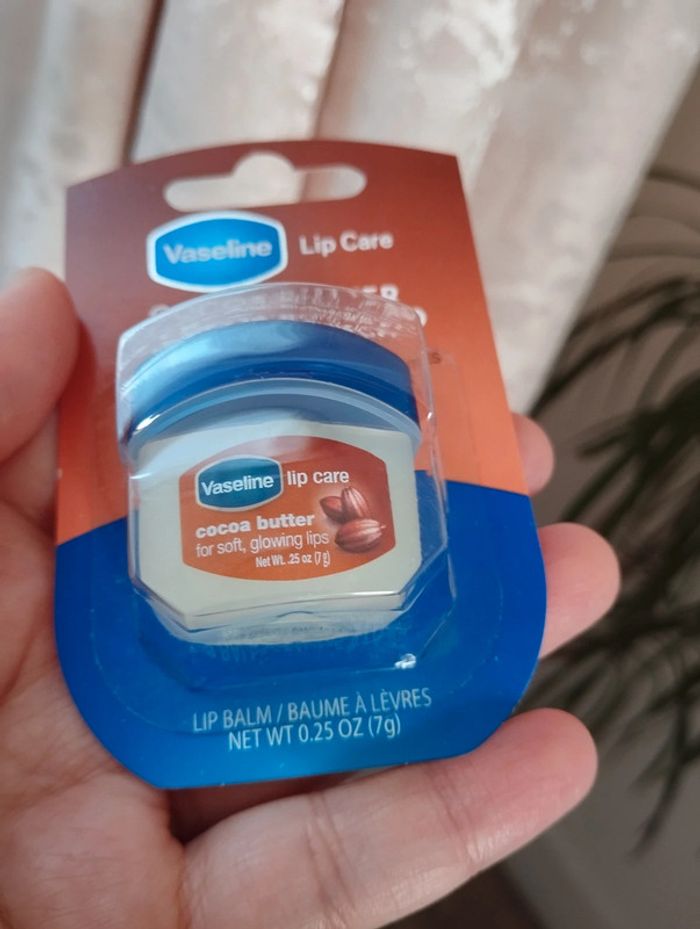 Vaseline Lip Care
Vaseline lip care
cocoa butter
for soft, glowing lips
Net Wt. .25 oz (7g)
LIP BALM / BAUME À LÈVRES
NET WT 0.25 OZ (7g)